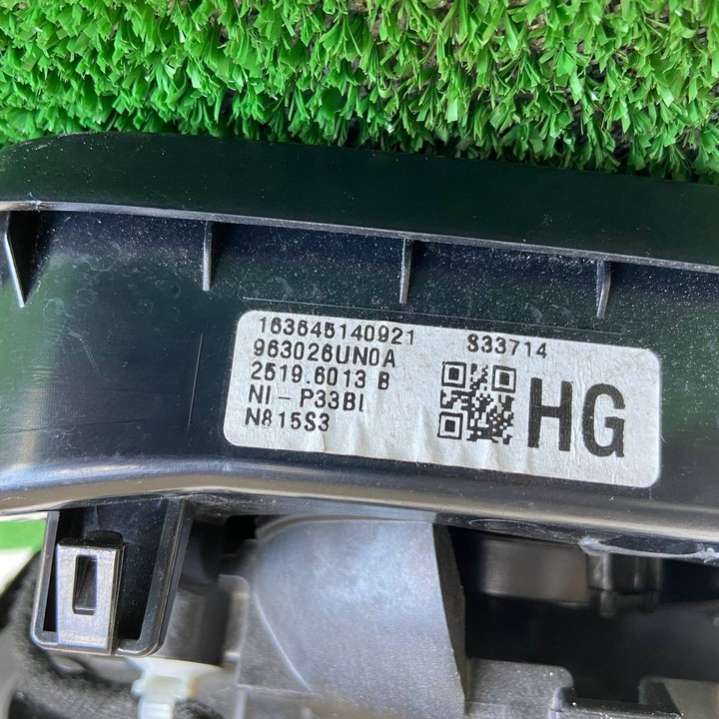 163645140921 S33714
963026UN0A
2519.6013 B
NI-P33BI
N815S3
HG